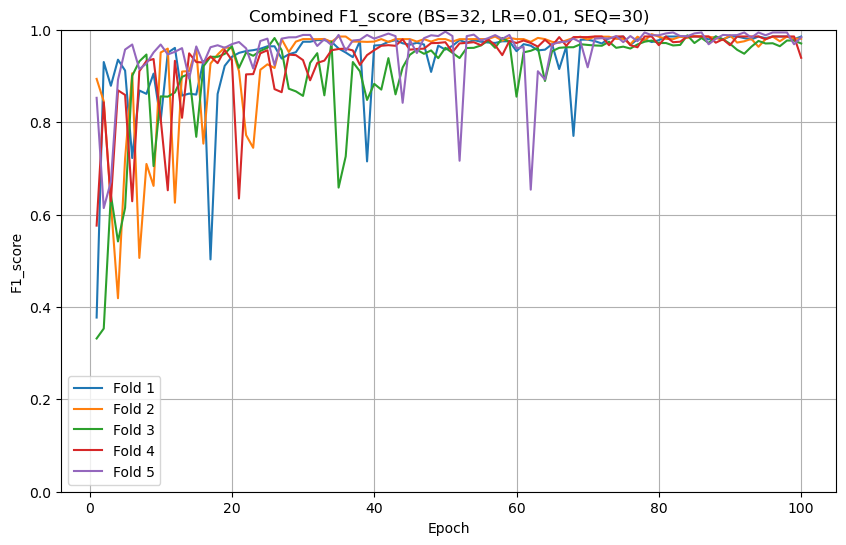 Combined F1_score (BS=32, LR=0.01, SEQ=30)
F1_score
1.0
0.8
0.6
0.4
0.2
0.0
Fold 1
Fold 2
Fold 3
Fold 4
Fold 5
0 20 40 60 80 100
Epoch